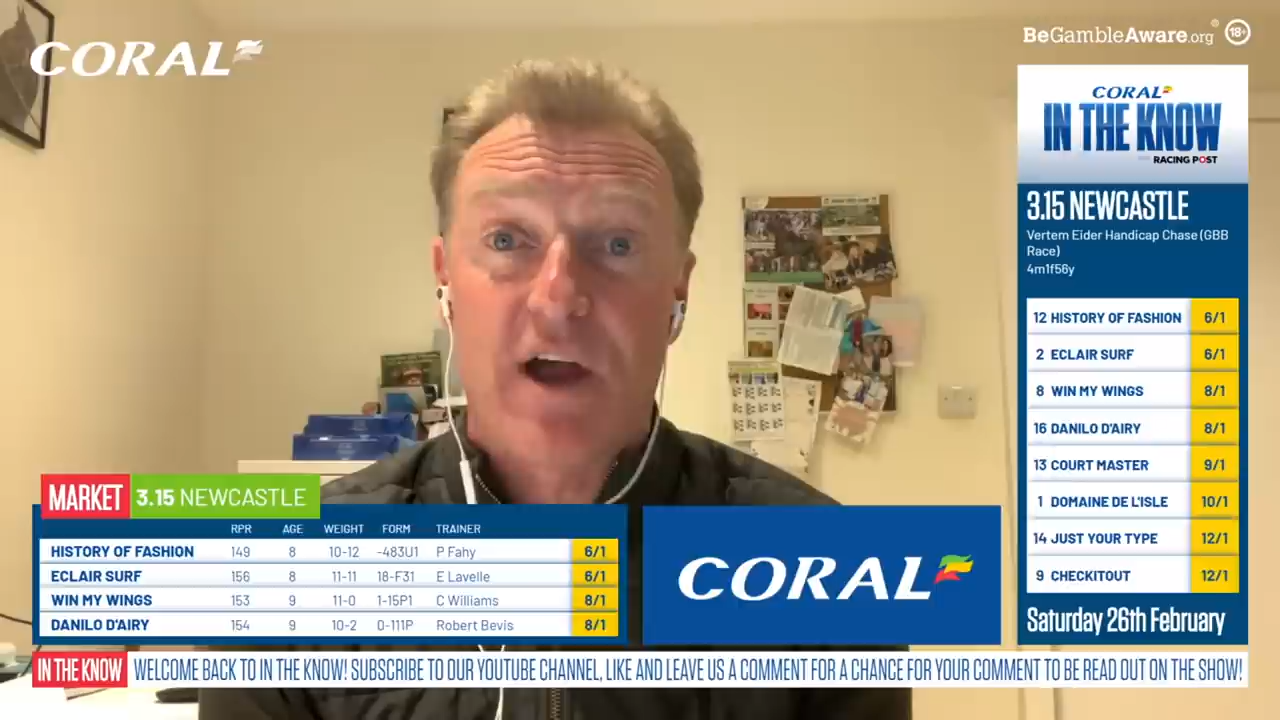 CORAL
BeGambleAware.org® 18+
CORAL
IN THE KNOW
RACING POST
3.15 NEWCASTLE
Vertem Eider Handicap Chase (GBB
Race)
4m1f56y
12 HISTORY OF FASHION 6/1
2 ECLAIR SURF 6/1
8 WIN MY WINGS 8/1
16 DANILO D'AIRY 8/1
13 COURT MASTER 9/1
1 DOMAINE DE L'ISLE 10/1
14 JUST YOUR TYPE 12/1
9 CHECKITOUT 12/1
Saturday 26th February
MARKET 3.15 NEWCASTLE
RPR AGE WEIGHT FORM TRAINER
HISTORY OF FASHION 149 8 10-12 -483U1 P Fahy 6/1
ECLAIR SURF 156 8 11-11 18-F31 E Lavelle 6/1
WIN MY WINGS 153 9 11-0 1-15P1 C Williams 8/1
DANILO D'AIRY 154 9 10-2 0-111P Robert Bevis 8/1
CORAL
IN THE KNOW WELCOME BACK TO IN THE KNOW! SUBSCRIBE TO OUR YOUTUBE CHANNEL, LIKE AND LEAVE US A COMMENT FOR A CHANCE FOR YOUR COMMENT TO BE READ OUT ON THE SHOW!